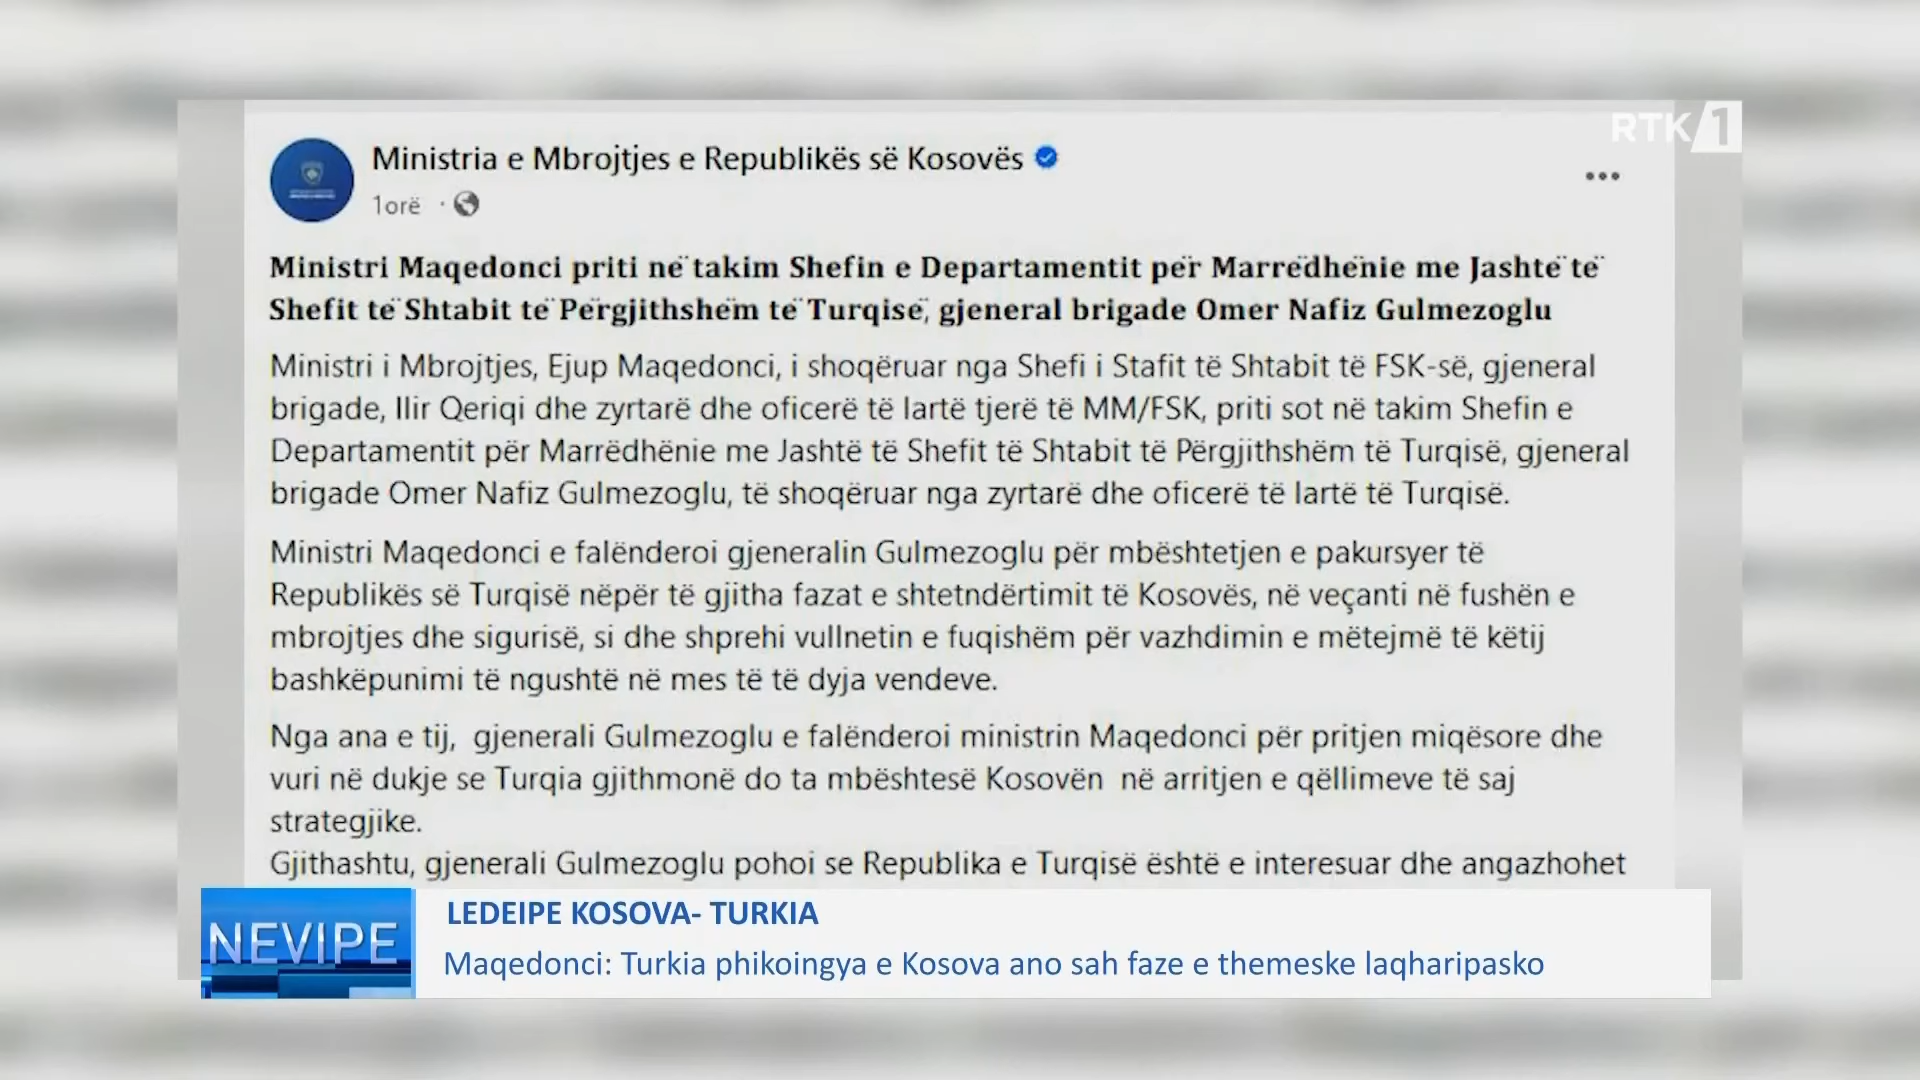 RTK 1
Ministria e Mbrojtjes e Republikës së Kosovës
1orë
Ministri Maqedonci priti në takim Shefin e Departamentit për Marrëdhënie me Jashtë të
Shefit të Shtabit të Përgjithshëm të Turqisë, gjeneral brigade Omer Nafiz Gulmezoglu
Ministri i Mbrojtjes, Ejup Maqedonci, i shoqëruar nga Shefi i Stafit të Shtabit të FSK-së, gjeneral
brigade, Ilir Qeriqi dhe zyrtarë dhe oficerë të lartë tjerë të MM/FSK, priti sot në takim Shefin e
Departamentit për Marrëdhënie me Jashtë të Shefit të Shtabit të Përgjithshëm të Turqisë, gjeneral
brigade Omer Nafiz Gulmezoglu, të shoqëruar nga zyrtarë dhe oficerë të lartë të Turqisë.
Ministri Maqedonci e falënderoi gjeneralin Gulmezoglu për mbështetjen e pakursyer të
Republikës së Turqisë nëpër të gjitha fazat e shtetndërtimit të Kosovës, në veçanti në fushën e
mbrojtjes dhe sigurisë, si dhe shprehi vullnetin e fuqishëm për vazhdimin e mëtejmë të këtij
bashkëpunimi të ngushtë në mes të të dyja vendeve.
Nga ana e tij, gjenerali Gulmezoglu e falënderoi ministrin Maqedonci për pritjen miqësore dhe
vuri në dukje se Turqia gjithmonë do ta mbështesë Kosovën në arritjen e qëllimeve të saj
strategjike.
Gjithashtu, gjenerali Gulmezoglu pohoi se Republika e Turqisë është e interesuar dhe angazhohet
NEVIPE
LEDEIPE KOSOVA- TURKIA
Maqedonci: Turkia phikoingya e Kosova ano sah faze e themeske laqharipasko